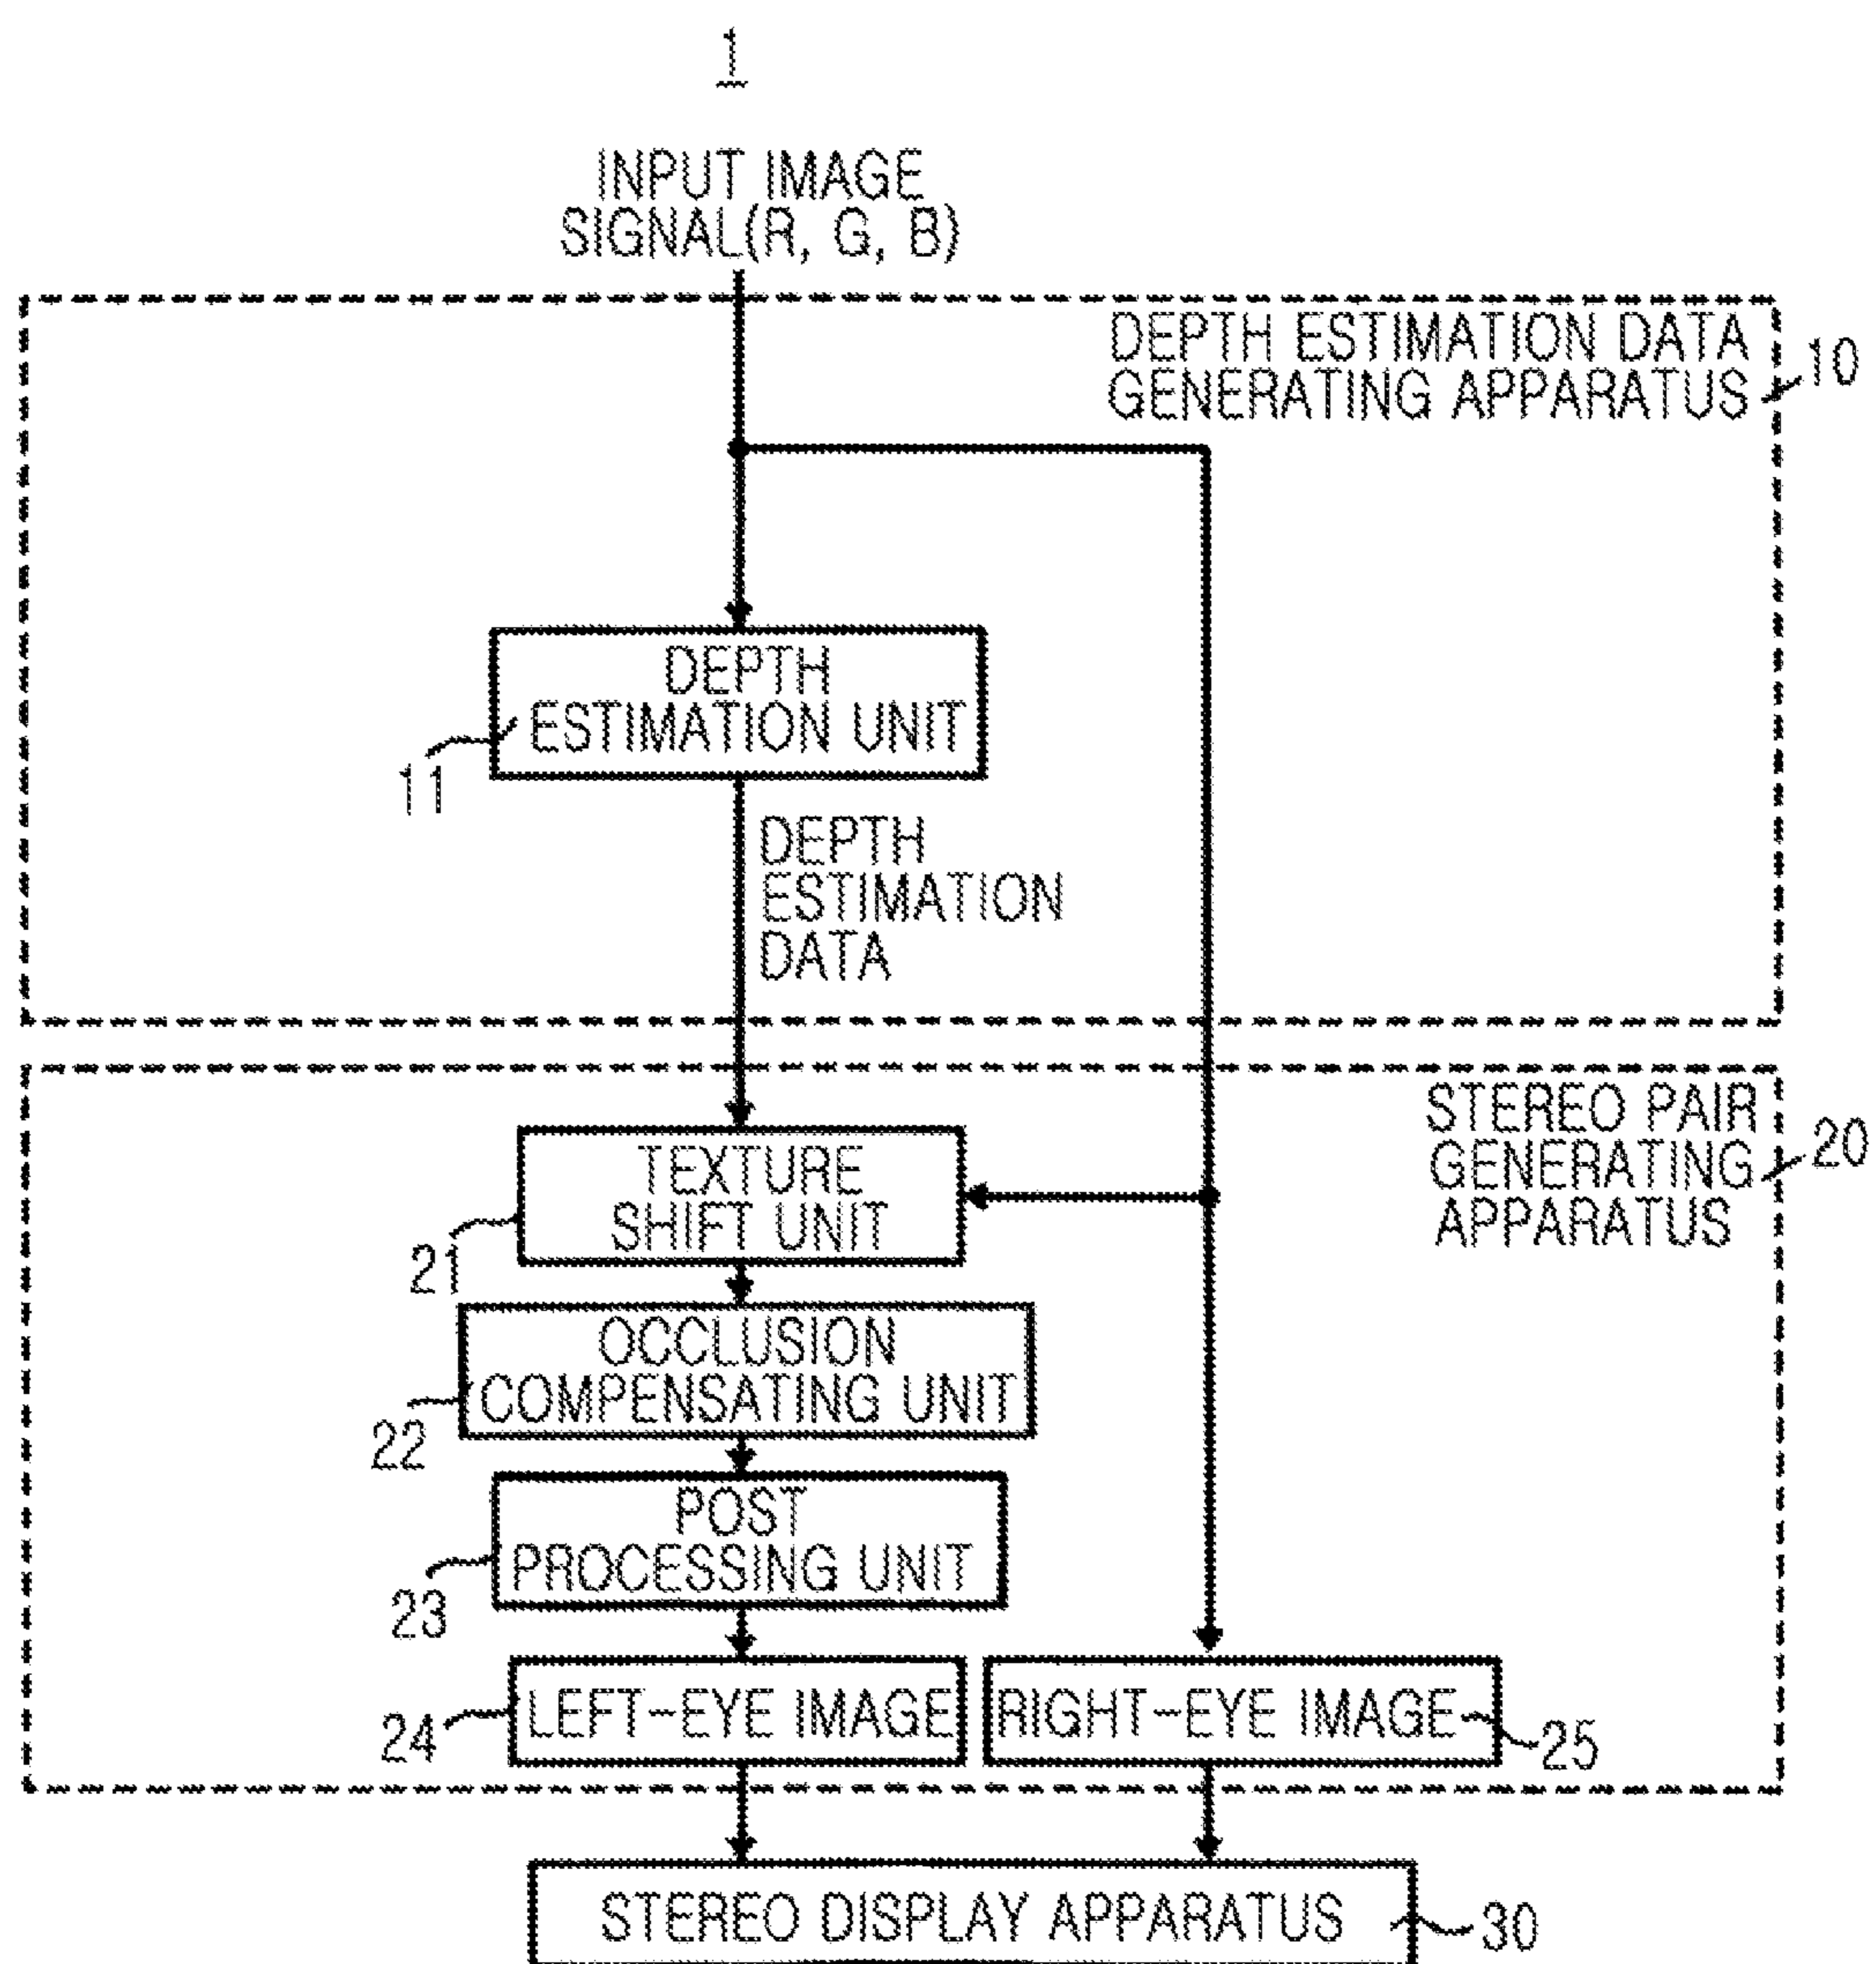 1
INPUT IMAGE
SIGNAL(R, G, B)
DEPTH ESTIMATION DATA
GENERATING APPARATUS
10
DEPTH
ESTIMATION UNIT
11
DEPTH
ESTIMATION
DATA
STEREO PAIR
GENERATING
APPARATUS
20
TEXTURE
SHIFT UNIT
21
OCCLUSION
COMPENSATING UNIT
22
POST
PROCESSING UNIT
23
LEFT-EYE IMAGE
24
RIGHT-EYE IMAGE
25
STEREO DISPLAY APPARATUS
30